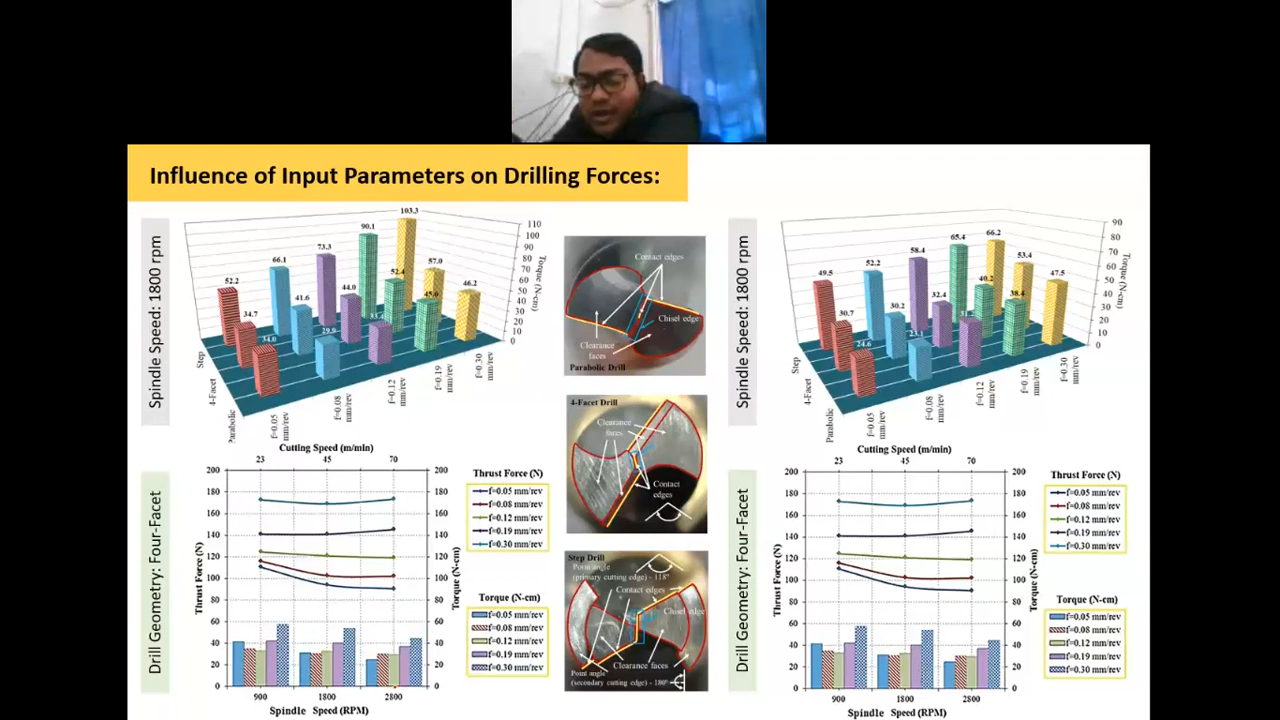 Influence of Input Parameters on Drilling Forces:
Spindle Speed: 1800 rpm
103.3
90.1
73.3
66.1
52.2
57.0
52.4
44.0
41.6
34.7
46.2
45.0
29.9
34.0
110
100
90
80
70
60
50
40
30
20
10
0
Torque (N-cm)
Step
4-Facet
Parabolic
f=0.05 mm/rev
f=0.08 mm/rev
f=0.12 mm/rev
f=0.19 mm/rev
f=0.30 mm/rev
Contact edges
Chisel edge
Clearance faces
Parabolic Drill
Spindle Speed: 1800 rpm
66.2
65.4
58.4
52.2
49.5
53.4
40.2
32.4
30.2
30.7
47.5
38.4
23.1
24.6
90
80
70
60
50
40
30
20
10
0
Torque (N-cm)
Step
4-Facet
Parabolic
f=0.05 mm/rev
f=0.08 mm/rev
f=0.12 mm/rev
f=0.19 mm/rev
f=0.30 mm/rev
4-Facet Drill
Clearance faces
Contact edges
Step Drill
Point angle
(primary cutting edge) - 118°
Contact edges
Chisel edge
Clearance faces
Point angle
(secondary cutting edge) - 180°
Drill Geometry: Four-Facet
Cutting Speed (m/min)
23 45 70
200 200
180 180
160 160
140 140
120 120
100 100
80 80
60 60
40 40
20 20
0 0
Thrust Force (N)
Torque (N-cm)
900 1800 2800
Spindle Speed (RPM)
Thrust Force (N)
f=0.05 mm/rev
f=0.08 mm/rev
f=0.12 mm/rev
f=0.19 mm/rev
f=0.30 mm/rev
Torque (N-cm)
f=0.05 mm/rev
f=0.08 mm/rev
f=0.12 mm/rev
f=0.19 mm/rev
f=0.30 mm/rev
Drill Geometry: Four-Facet
Cutting Speed (m/min)
23 45 70
200 200
180 180
160 160
140 140
120 120
100 100
80 80
60 60
40 40
20 20
0 0
Thrust Force (N)
Torque (N-cm)
900 1800 2800
Spindle Speed (RPM)
Thrust Force (N)
f=0.05 mm/rev
f=0.08 mm/rev
f=0.12 mm/rev
f=0.19 mm/rev
f=0.30 mm/rev
Torque (N-cm)
f=0.05 mm/rev
f=0.08 mm/rev
f=0.12 mm/rev
f=0.19 mm/rev
f=0.30 mm/rev